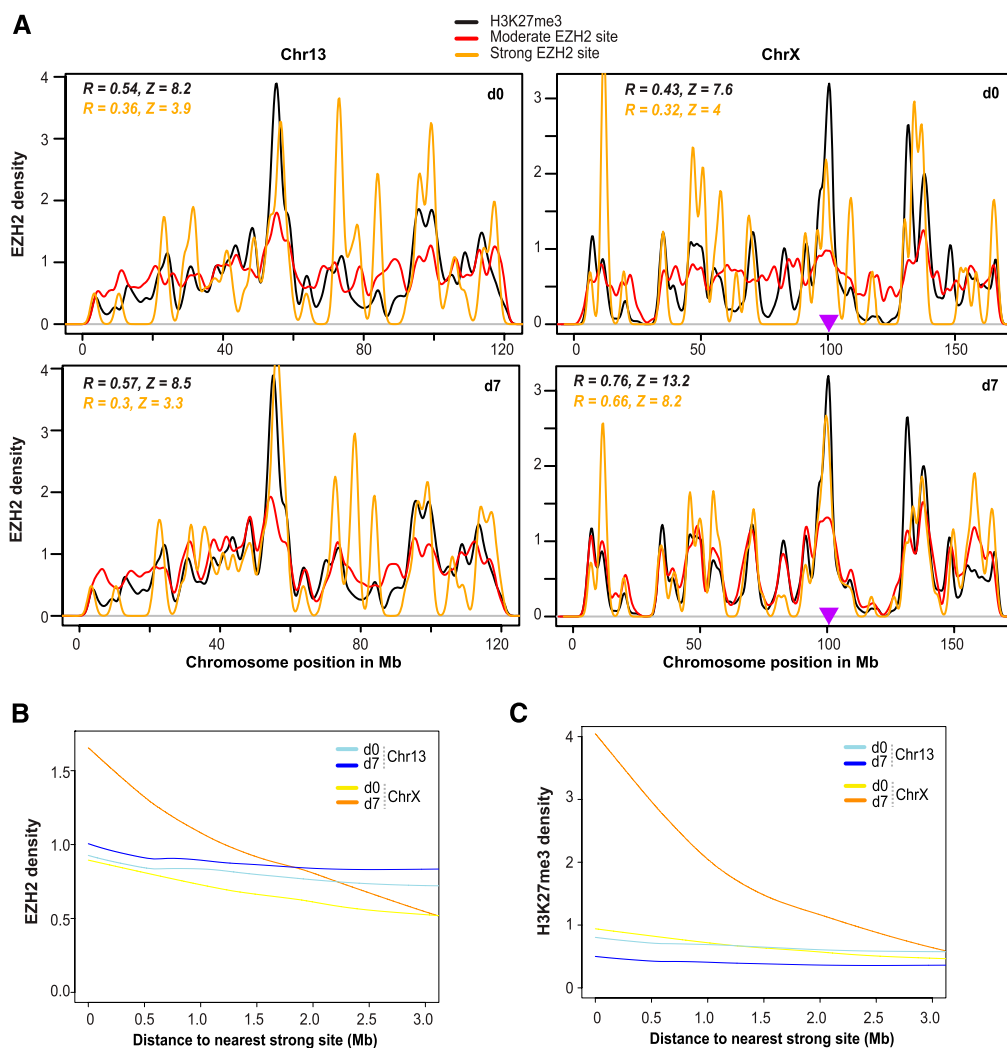 A
H3K27me3
Moderate EZH2 site
Strong EZH2 site
Chr13
ChrX
EZH2 density
4
3
2
1
0
R = 0.54, Z = 8.2
R = 0.36, Z = 3.9
d0
0 40 80 120
3
2
1
0
R = 0.43, Z = 7.6
R = 0.32, Z = 4
d0
0 50 100 150
EZH2 density
4
3
2
1
0
R = 0.57, Z = 8.5
R = 0.3, Z = 3.3
d7
0 40 80 120
Chromosome position in Mb
3
2
1
0
R = 0.76, Z = 13.2
R = 0.66, Z = 8.2
d7
0 50 100 150
Chromosome position in Mb
B
EZH2 density
1.5
1.0
0.5
0.0
d0
d7
Chr13
d0
d7
ChrX
0 0.5 1.0 1.5 2.0 2.5 3.0
Distance to nearest strong site (Mb)
C
H3K27me3 density
4
3
2
1
0
d0
d7
Chr13
d0
d7
ChrX
0 0.5 1.0 1.5 2.0 2.5 3.0
Distance to nearest strong site (Mb)